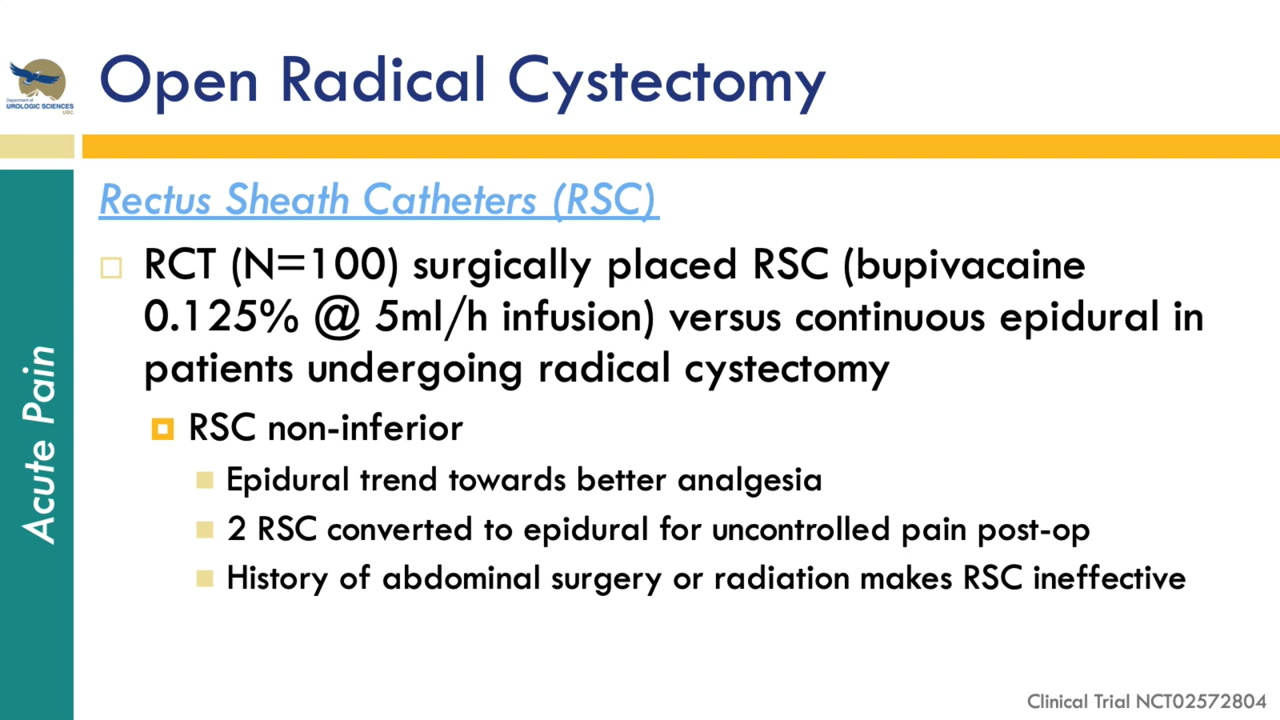 Open Radical Cystectomy
Department of
UROLOGIC SCIENCES
UBC
Rectus Sheath Catheters (RSC)
RCT (N=100) surgically placed RSC (bupivacaine
0.125% @ 5ml/h infusion) versus continuous epidural in
patients undergoing radical cystectomy
RSC non-inferior
Epidural trend towards better analgesia
2 RSC converted to epidural for uncontrolled pain post-op
History of abdominal surgery or radiation makes RSC ineffective
Acute Pain
Clinical Trial NCT02572804